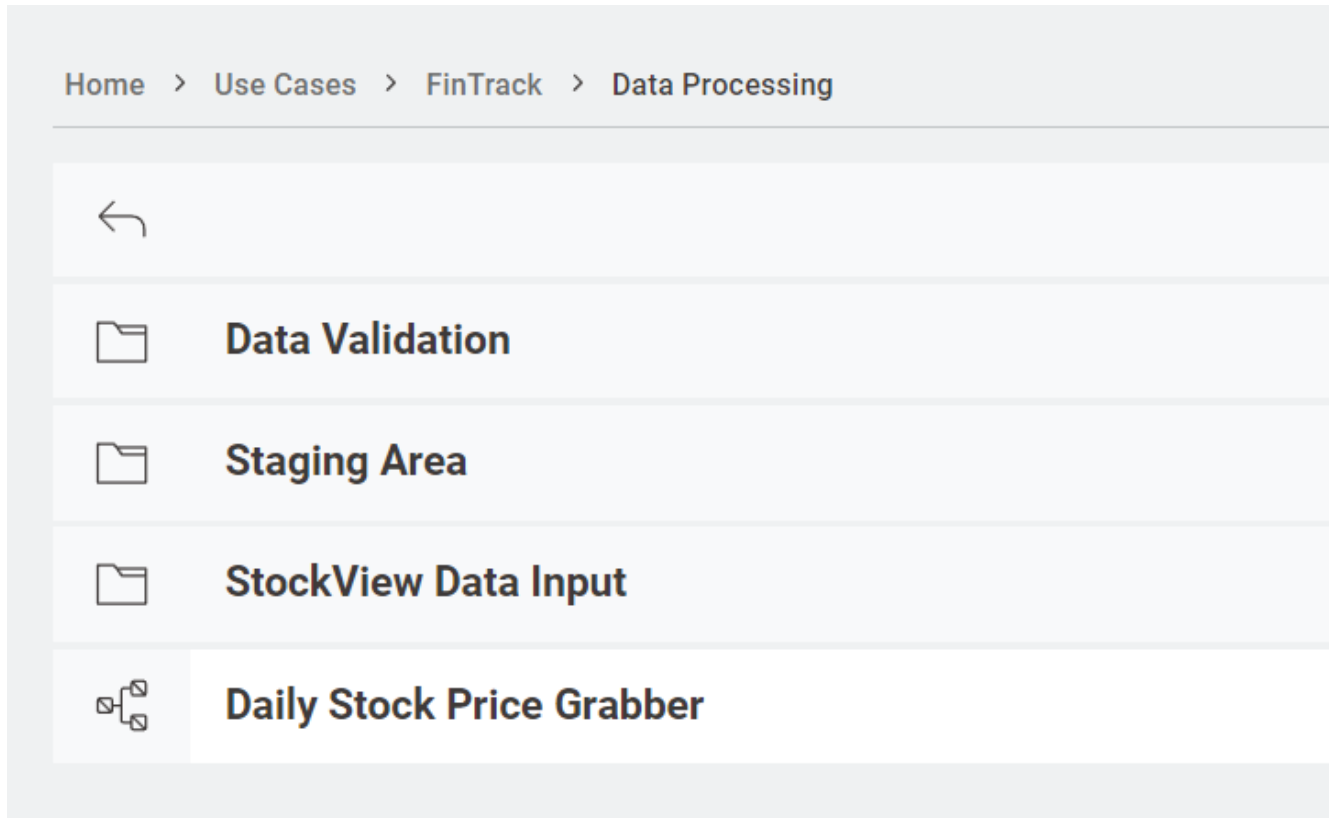 Home > Use Cases > FinTrack > Data Processing
Data Validation
Staging Area
StockView Data Input
Daily Stock Price Grabber